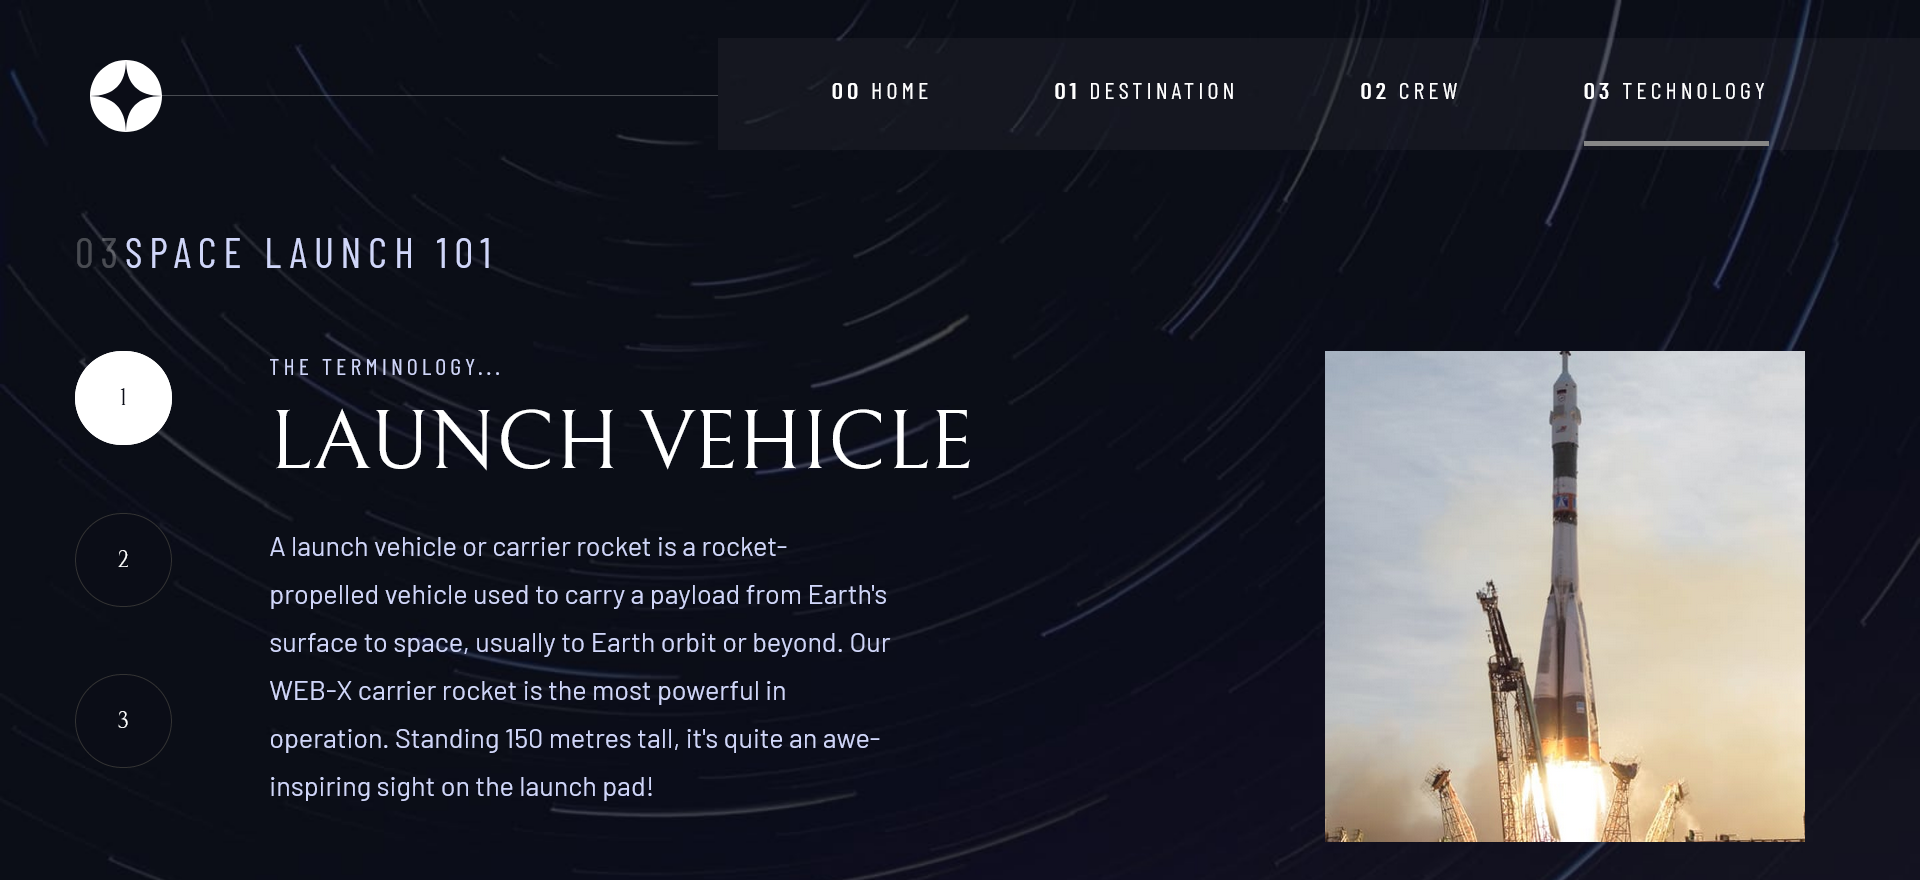 00 HOME 01 DESTINATION 02 CREW 03 TECHNOLOGY
03SPACE LAUNCH 101
1
2
3
THE TERMINOLOGY...
LAUNCH VEHICLE
A launch vehicle or carrier rocket is a rocket-
propelled vehicle used to carry a payload from Earth's
surface to space, usually to Earth orbit or beyond. Our
WEB-X carrier rocket is the most powerful in
operation. Standing 150 metres tall, it's quite an awe-
inspiring sight on the launch pad!